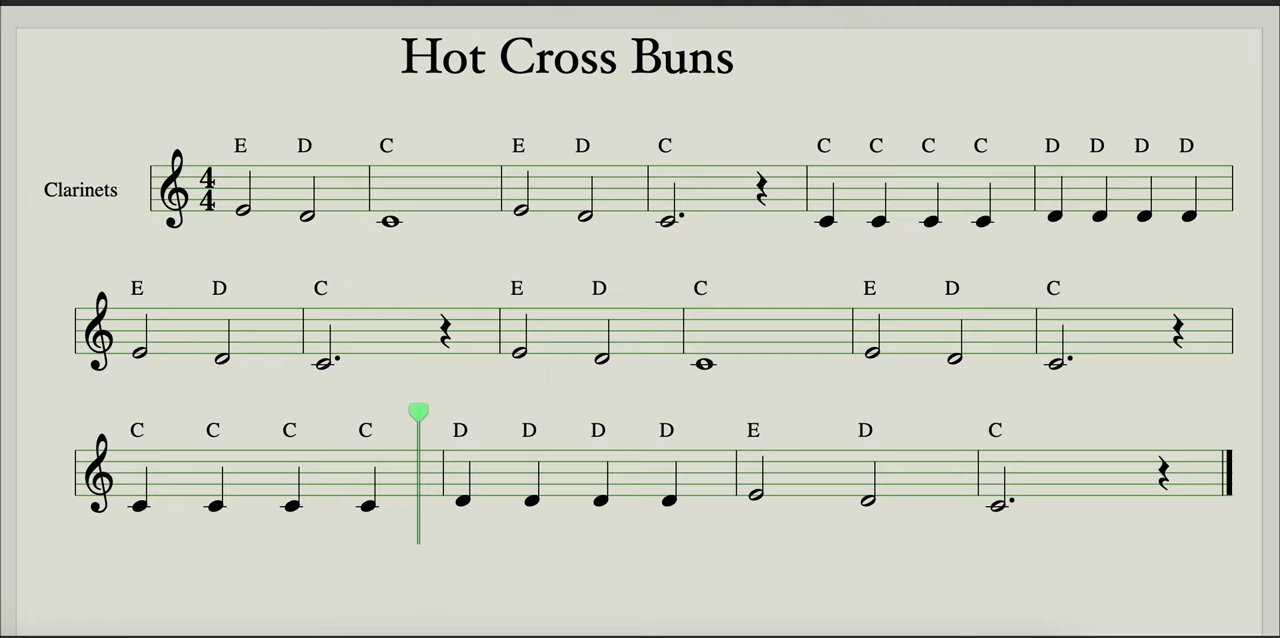 Hot Cross Buns
E D C E D C C C C C D D D D
Clarinets 4 4
E D C E D C E D C
C C C C D D D D E D C